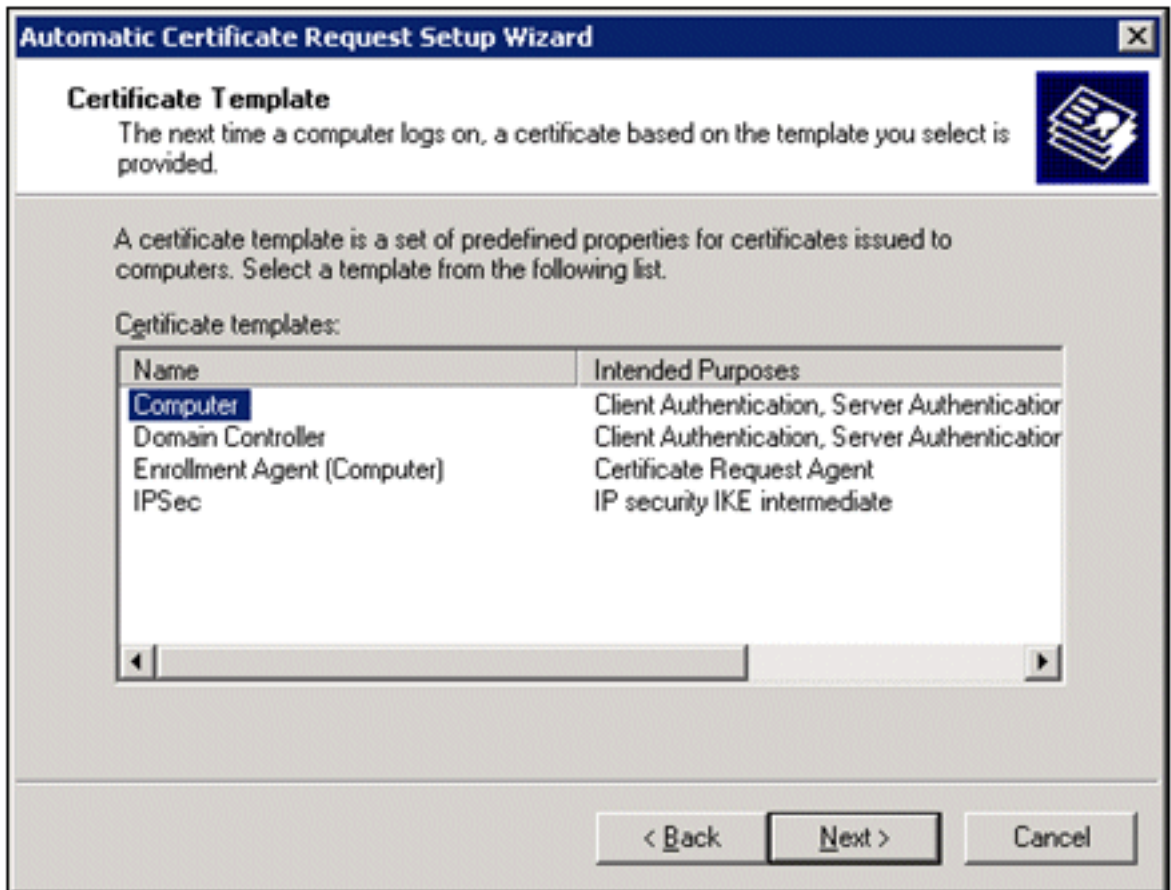 Automatic Certificate Request Setup Wizard
Certificate Template
The next time a computer logs on, a certificate based on the template you select is
provided.
A certificate template is a set of predefined properties for certificates issued to
computers. Select a template from the following list.
Certificate templates:
Name Intended Purposes
Computer Client Authentication, Server Authentication
Domain Controller Client Authentication, Server Authentication
Enrollment Agent (Computer) Certificate Request Agent
IPSec IP security IKE intermediate
< Back Next > Cancel